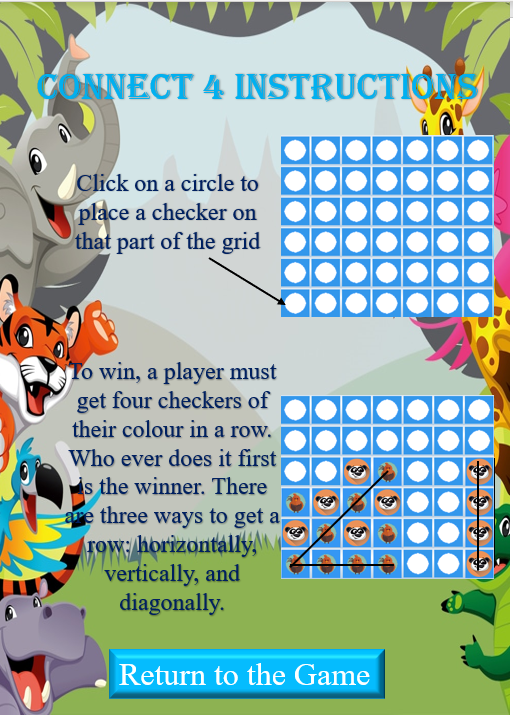 CONNECT 4 INSTRUCTIONS
Click on a circle to
place a checker on
that part of the grid
To win, a player must
get four checkers of
their colour in a row.
Who ever does it first
is the winner. There
are three ways to get a
row: horizontally,
vertically, and
diagonally.
Return to the Game